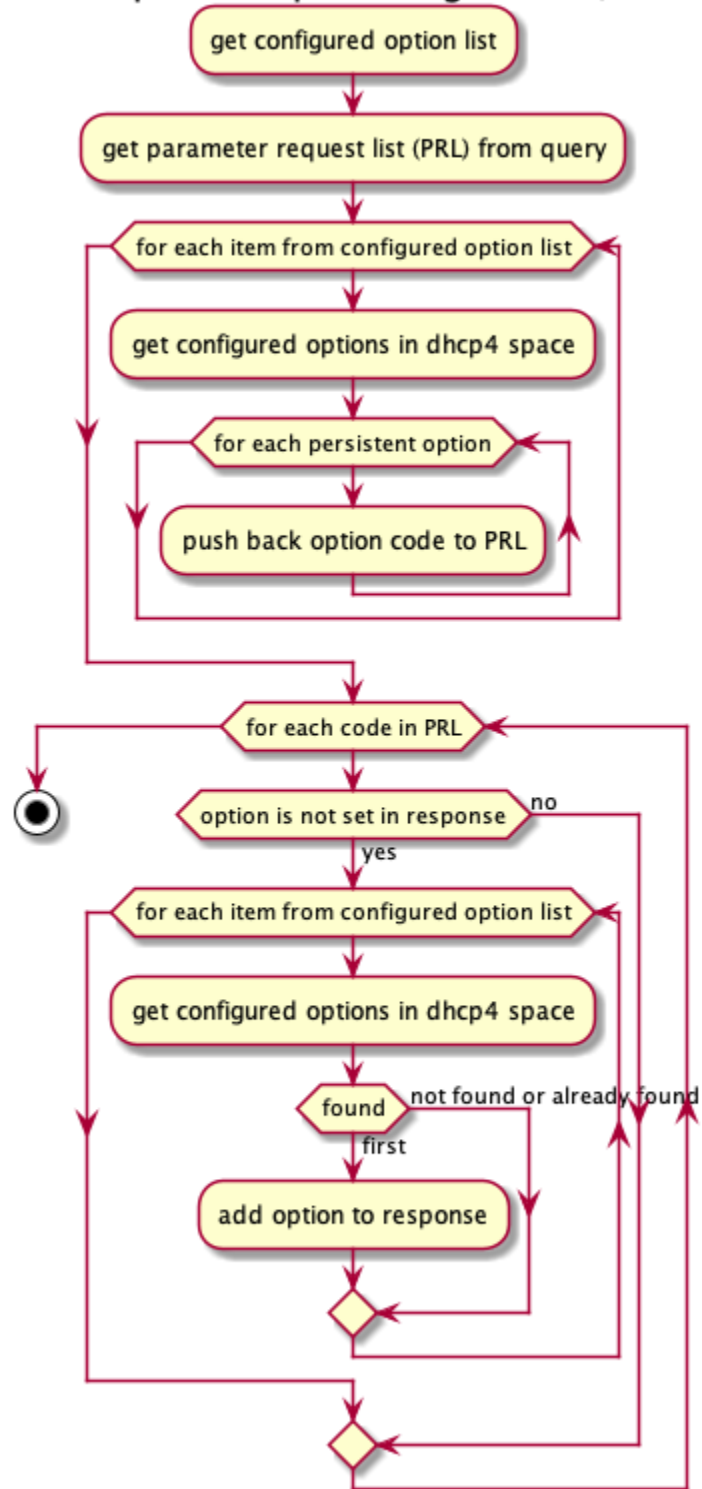 get configured option list
get parameter request list (PRL) from query
for each item from configured option list
get configured options in dhcp4 space
for each persistent option
push back option code to PRL
for each code in PRL
option is not set in response
no
yes
for each item from configured option list
get configured options in dhcp4 space
found
not found or already found
first
add option to response